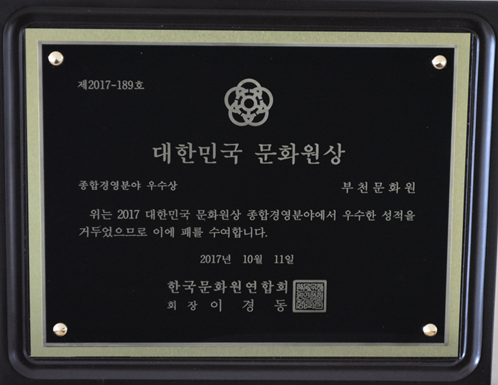 제2017-189호
대한민국 문화원상
종합경영분야 우수상 부천문화원
위는 2017 대한민국 문화원상 종합경영분야에서 우수한 성적을
거두었으므로 이에 패를 수여합니다.
2017년 10월 11일
한국문화원연합회
회장 이경동